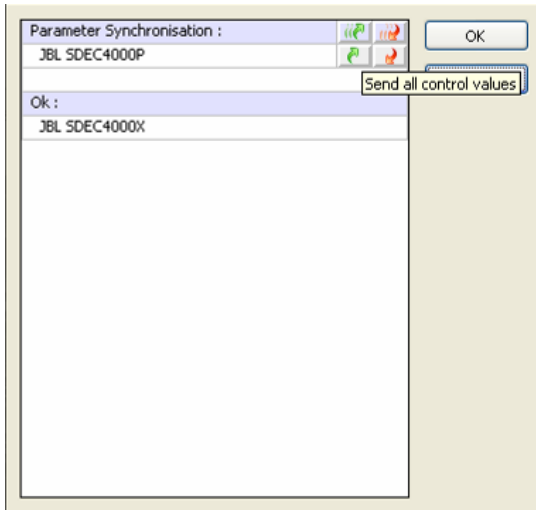 Parameter Synchronisation :
OK
JBL SDEC4000P
Send all control values
Ok :
JBL SDEC4000X